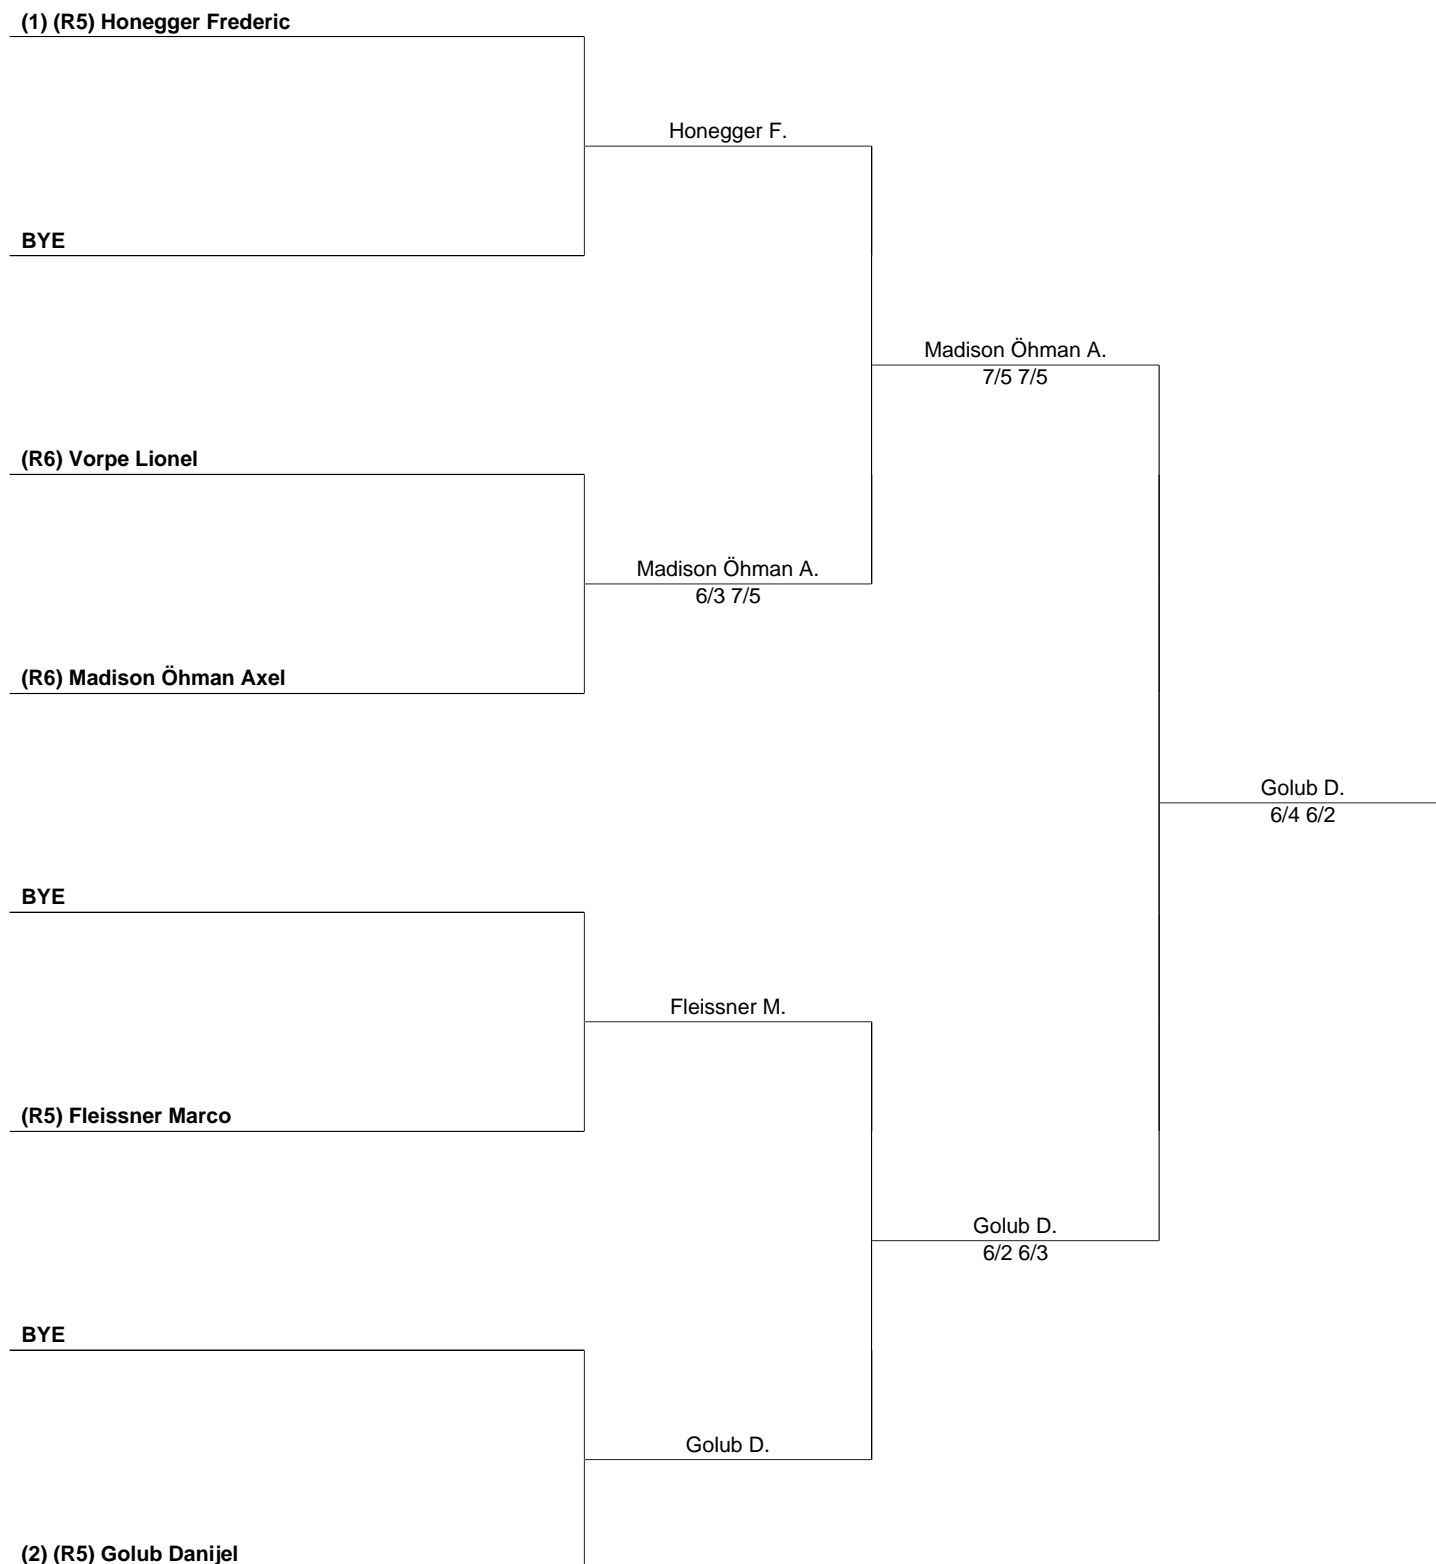 (1) (R5) Honegger Frederic
Honegger F.
BYE
Madison Öhman A.
7/5 7/5
(R6) Vorpe Lionel
Madison Öhman A.
6/3 7/5
(R6) Madison Öhman Axel
Golub D.
6/4 6/2
BYE
Fleissner M.
(R5) Fleissner Marco
Golub D.
6/2 6/3
BYE
Golub D.
(2) (R5) Golub Danijel